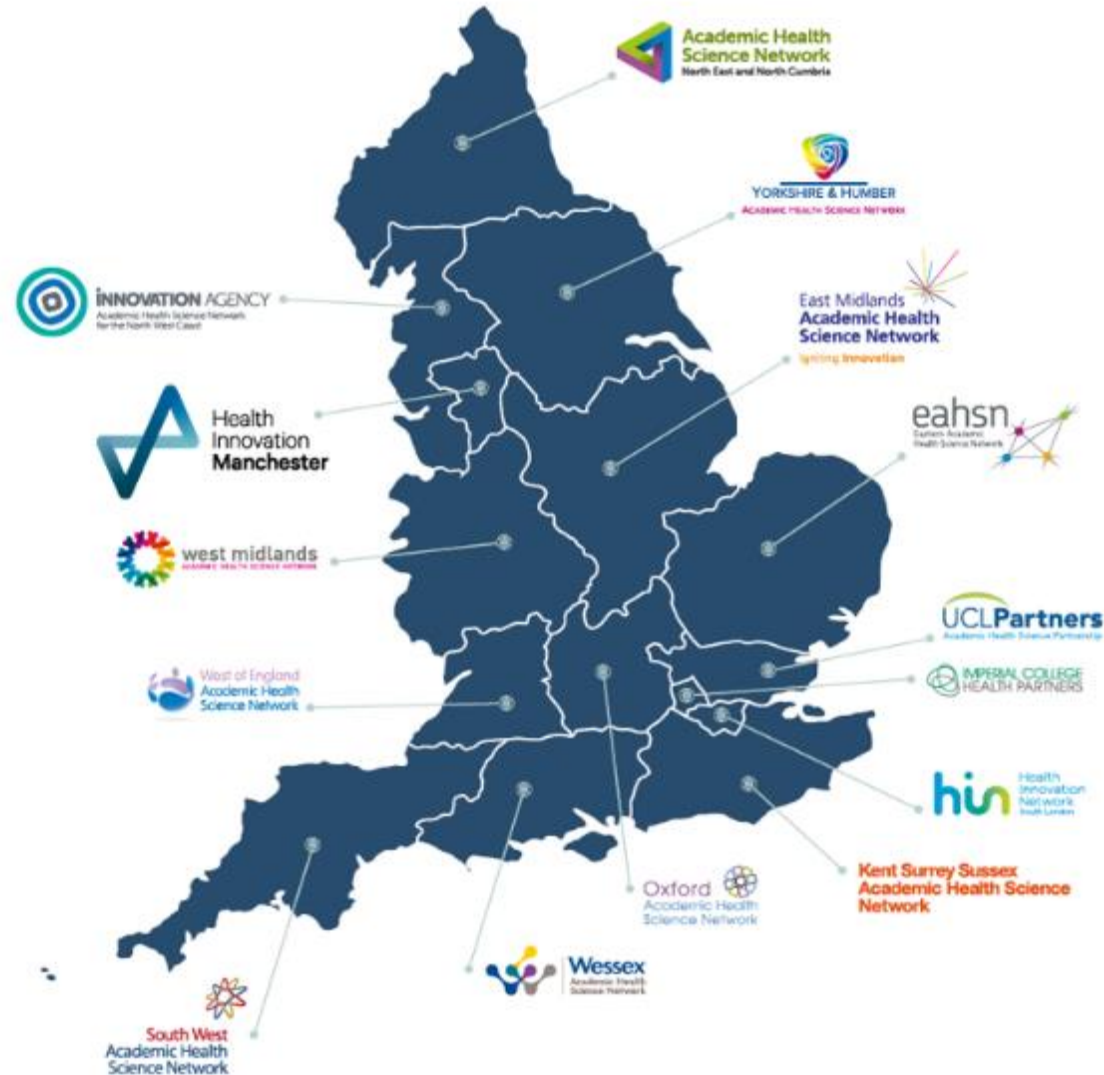 Academic Health
Science Network
North East and North Cumbria
YORKSHIRE & HUMBER
ACADEMIC HEALTH SCIENCE NETWORK
INNOVATION AGENCY
Academic Health Science Network
for the North West Coast
East Midlands
Academic Health
Science Network
Igniting Innovation
Health
Innovation
Manchester
eahsn
Eastern Academic
Health Science Network
west midlands
ACADEMIC HEALTH SCIENCE NETWORK
UCLPartners
Academic Health Science Partnership
West of England
Academic Health
Science Network
IMPERIAL COLLEGE
HEALTH PARTNERS
hin
Health
Innovation
Network
South London
Kent Surrey Sussex
Academic Health Science
Network
Oxford
Academic Health
Science Network
Wessex
Academic Health
Science Network
South West
Academic Health
Science Network